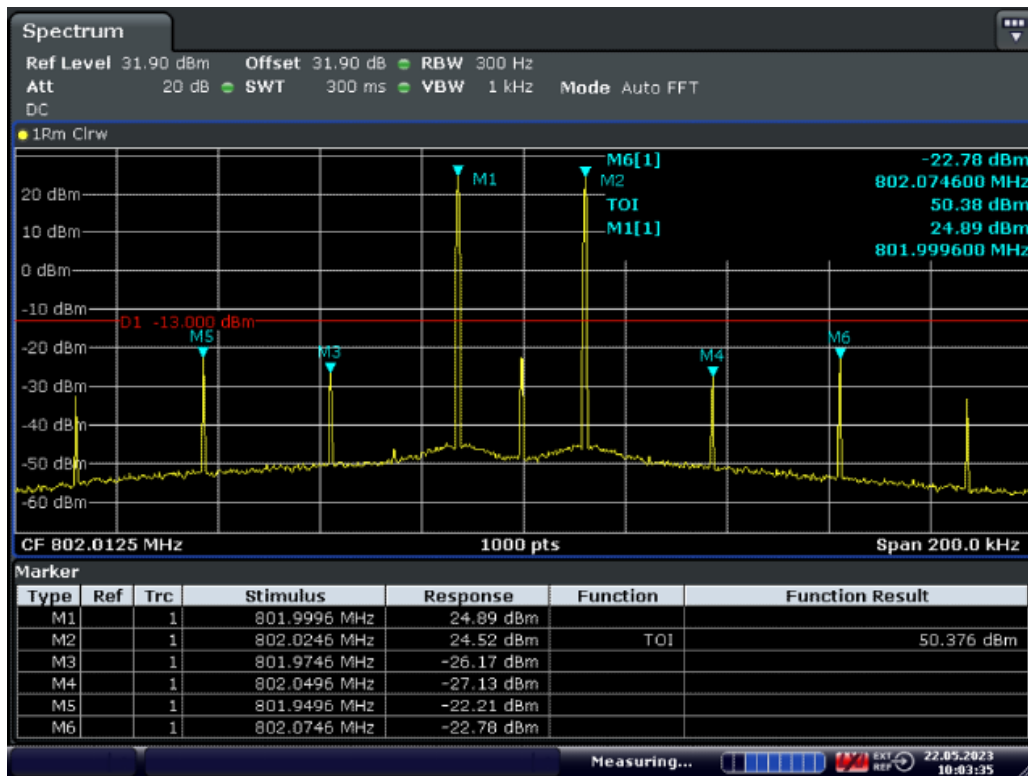 Spectrum
Ref Level 31.90 dBm Offset 31.90 dB RBW 300 Hz
Att 20 dB SWT 300 ms VBW 1 kHz Mode Auto FFT
DC
1Rm Clrw
M6[1] -22.78 dBm
802.074600 MHz
TOI 50.38 dBm
M1[1] 24.89 dBm
801.999600 MHz
M1
M2
20 dBm
10 dBm
0 dBm
-10 dBm
D1 -13.000 dBm
M5
M3
M4
M6
-20 dBm
-30 dBm
-40 dBm
-50 dBm
-60 dBm
CF 802.0125 MHz 1000 pts Span 200.0 kHz
Marker
Type Ref Trc Stimulus Response Function Function Result
M1 1 801.9996 MHz 24.89 dBm
M2 1 802.0246 MHz 24.52 dBm TOI 50.376 dBm
M3 1 801.9746 MHz -26.17 dBm
M4 1 802.0496 MHz -27.13 dBm
M5 1 801.9496 MHz -22.21 dBm
M6 1 802.0746 MHz -22.78 dBm
Measuring... EXT REF 22.05.2023
10:03:35